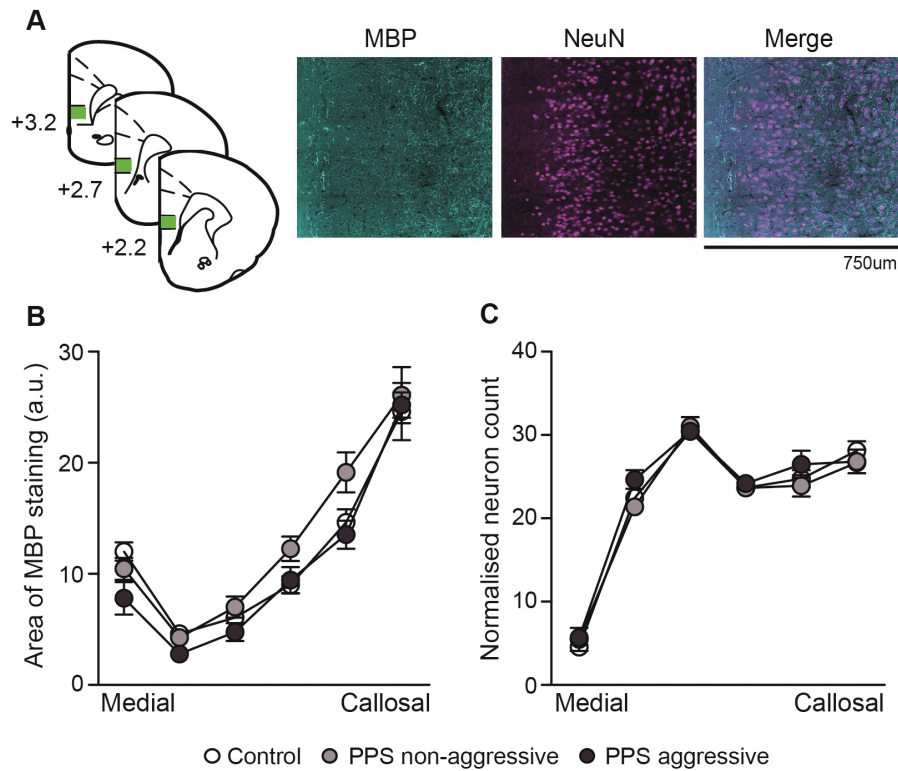 A
MBP NeuN Merge
+3.2
+2.7
+2.2
750um
B
Area of MBP staining (a.u.)
30
20
10
0
Medial Callosal
C
Normalised neuron count
40
30
20
10
0
Medial Callosal
Control PPS non-aggressive PPS aggressive